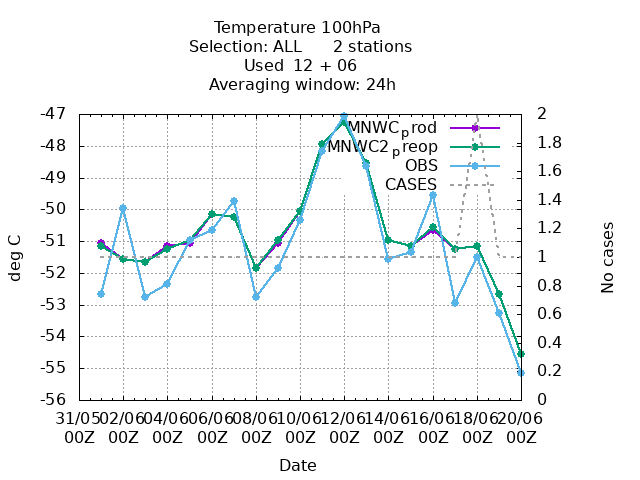 Temperature 100hPa
Selection: ALL 2 stations
Used 12 + 06
Averaging window: 24h
-47
-48
-49
-50
-51
-52
-53
-54
-55
-56
deg C
MNWCprod
MNWC2preop
OBS
CASES
2
1.8
1.6
1.4
1.2
1
0.8
0.6
0.4
0.2
0
No cases
31/05 02/06 04/06 06/06 08/06 10/06 12/06 14/06 16/06 18/06 20/06
00Z 00Z 00Z 00Z 00Z 00Z 00Z 00Z 00Z 00Z 00Z
Date